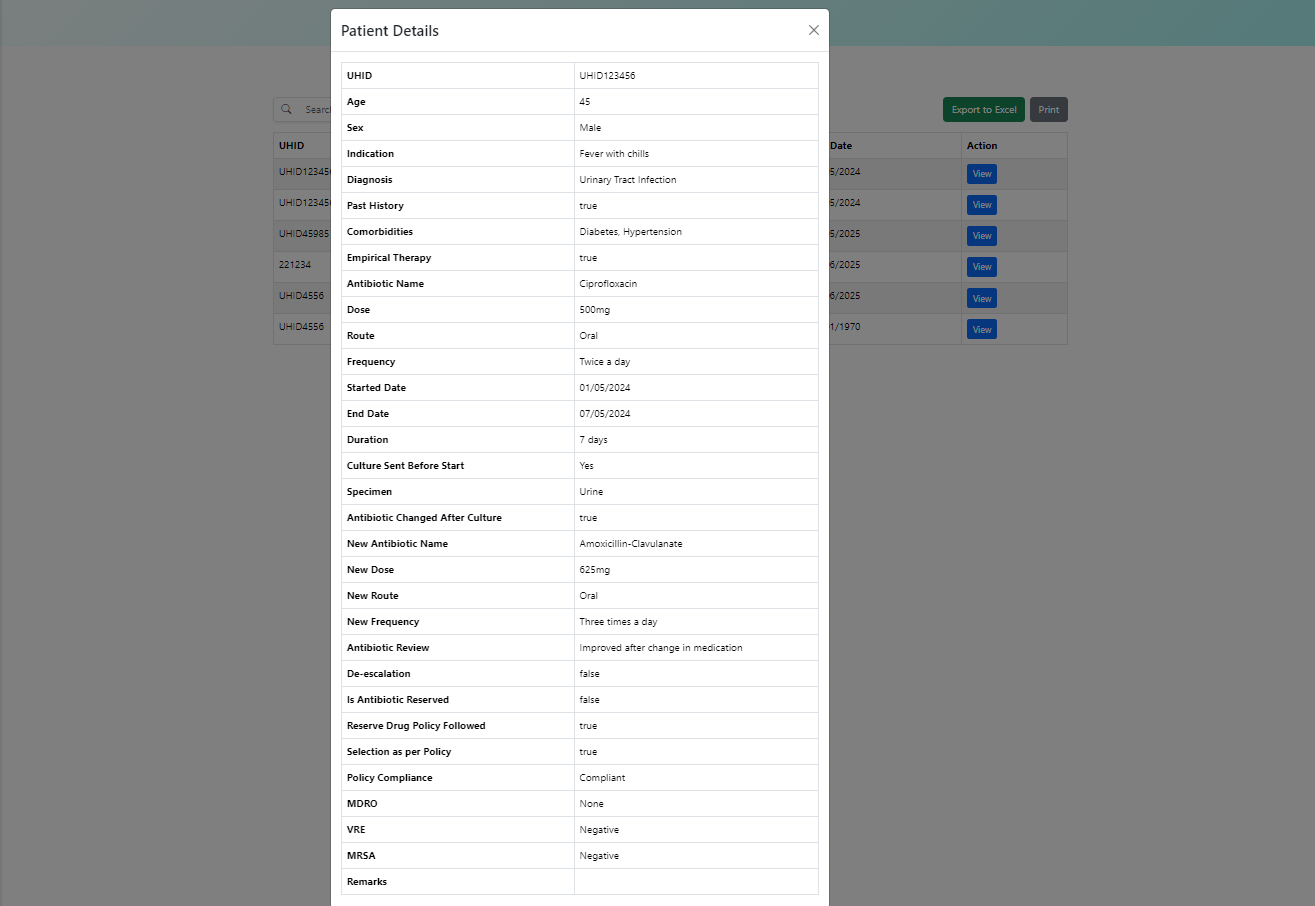 Patient Details
UHID UHID123456
Age 45
Sex Male
Indication Fever with chills
Diagnosis Urinary Tract Infection
Past History true
Comorbidities Diabetes, Hypertension
Empirical Therapy true
Antibiotic Name Ciprofloxacin
Dose 500mg
Route Oral
Frequency Twice a day
Started Date 01/05/2024
End Date 07/05/2024
Duration 7 days
Culture Sent Before Start Yes
Specimen Urine
Antibiotic Changed After Culture true
New Antibiotic Name Amoxicillin-Clavulanate
New Dose 625mg
New Route Oral
New Frequency Three times a day
Antibiotic Review Improved after change in medication
De-escalation false
Is Antibiotic Reserved false
Reserve Drug Policy Followed true
Selection as per Policy true
Policy Compliance Compliant
MDRO None
VRE Negative
MRSA Negative
Remarks
Export to Excel Print
UHID Date Action
5/2024 View
5/2024 View
UHID45985 5/2025 View
221234 6/2025 View
UHID4556 6/2025 View
UHID4556 1/1970 View